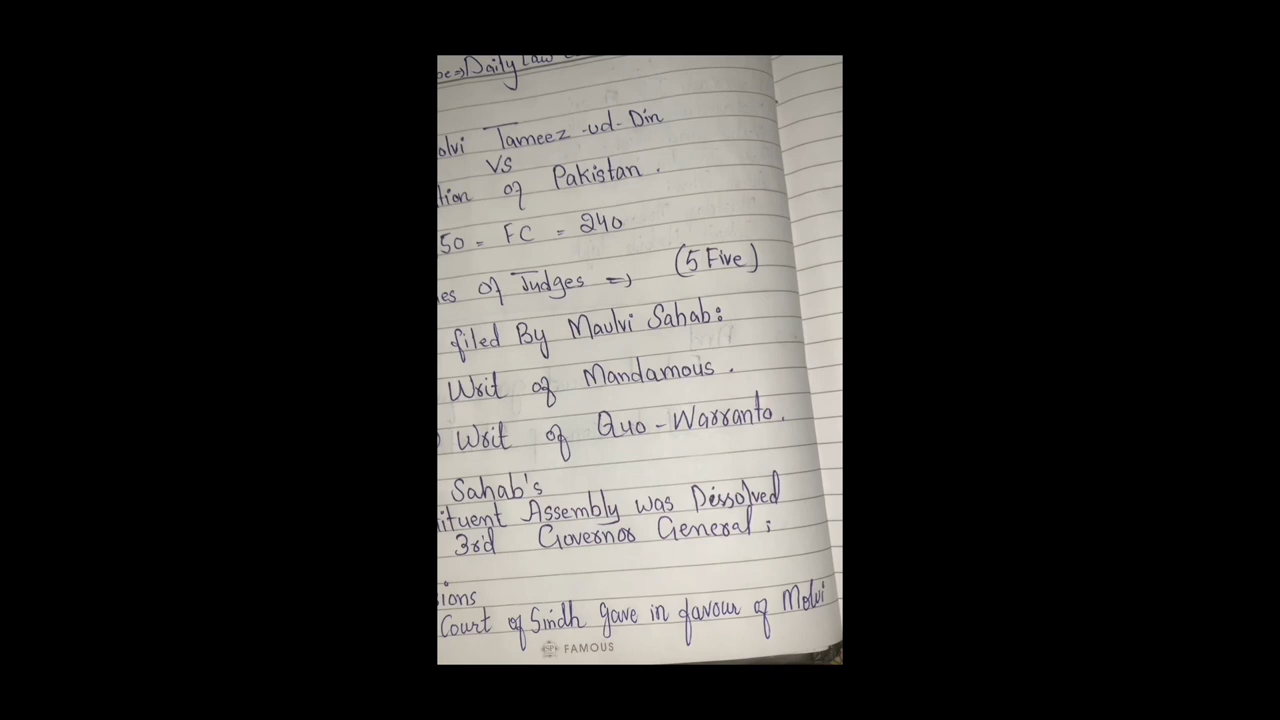 Daily Law
olvi Tameez-ud-Din
VS
tion of Pakistan.
50 = FC = 240
es of Judges => (5 Five)
filed By Maulvi Sahab:
Writ of Mandamous.
) Writ of Quo-Warranto.
Sahab's
ituent Assembly was Dissolved
3rd Governor General;
ions
Court of Sindh gave in favour of Molvi
FAMOUS